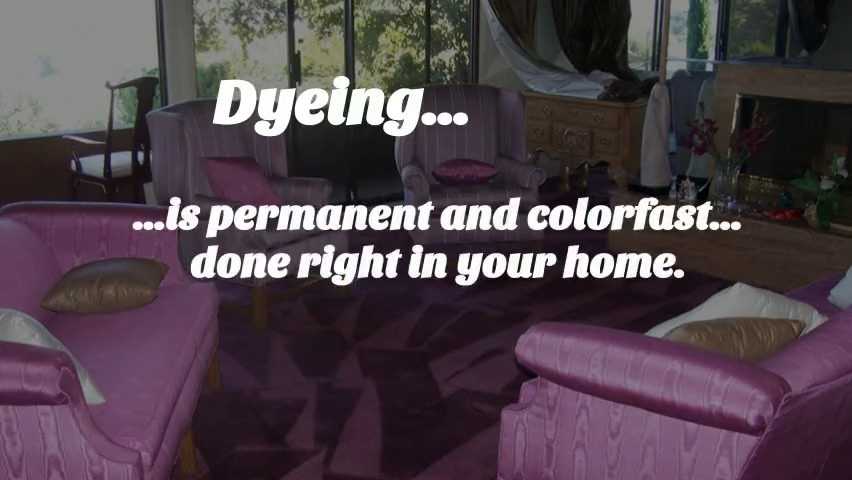 Dyeing...
...is permanent and colorfast...
done right in your home.